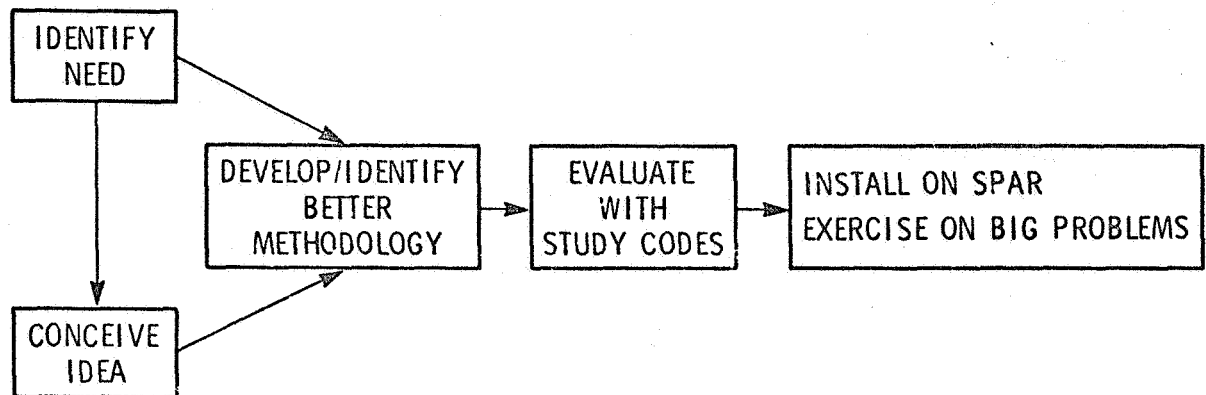 IDENTIFY
NEED
CONCEIVE
IDEA
DEVELOP/IDENTIFY
BETTER
METHODOLOGY
EVALUATE
WITH
STUDY CODES
INSTALL ON SPAR
EXERCISE ON BIG PROBLEMS